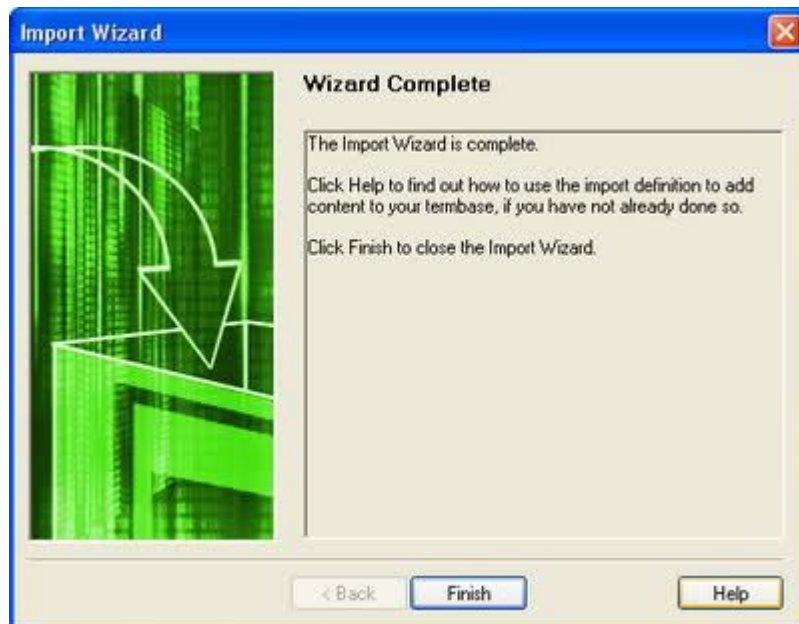 Import Wizard
Wizard Complete
The Import Wizard is complete.
Click Help to find out how to use the import definition to add
content to your termbase, if you have not already done so.
Click Finish to close the Import Wizard.
< Back
Finish
Help